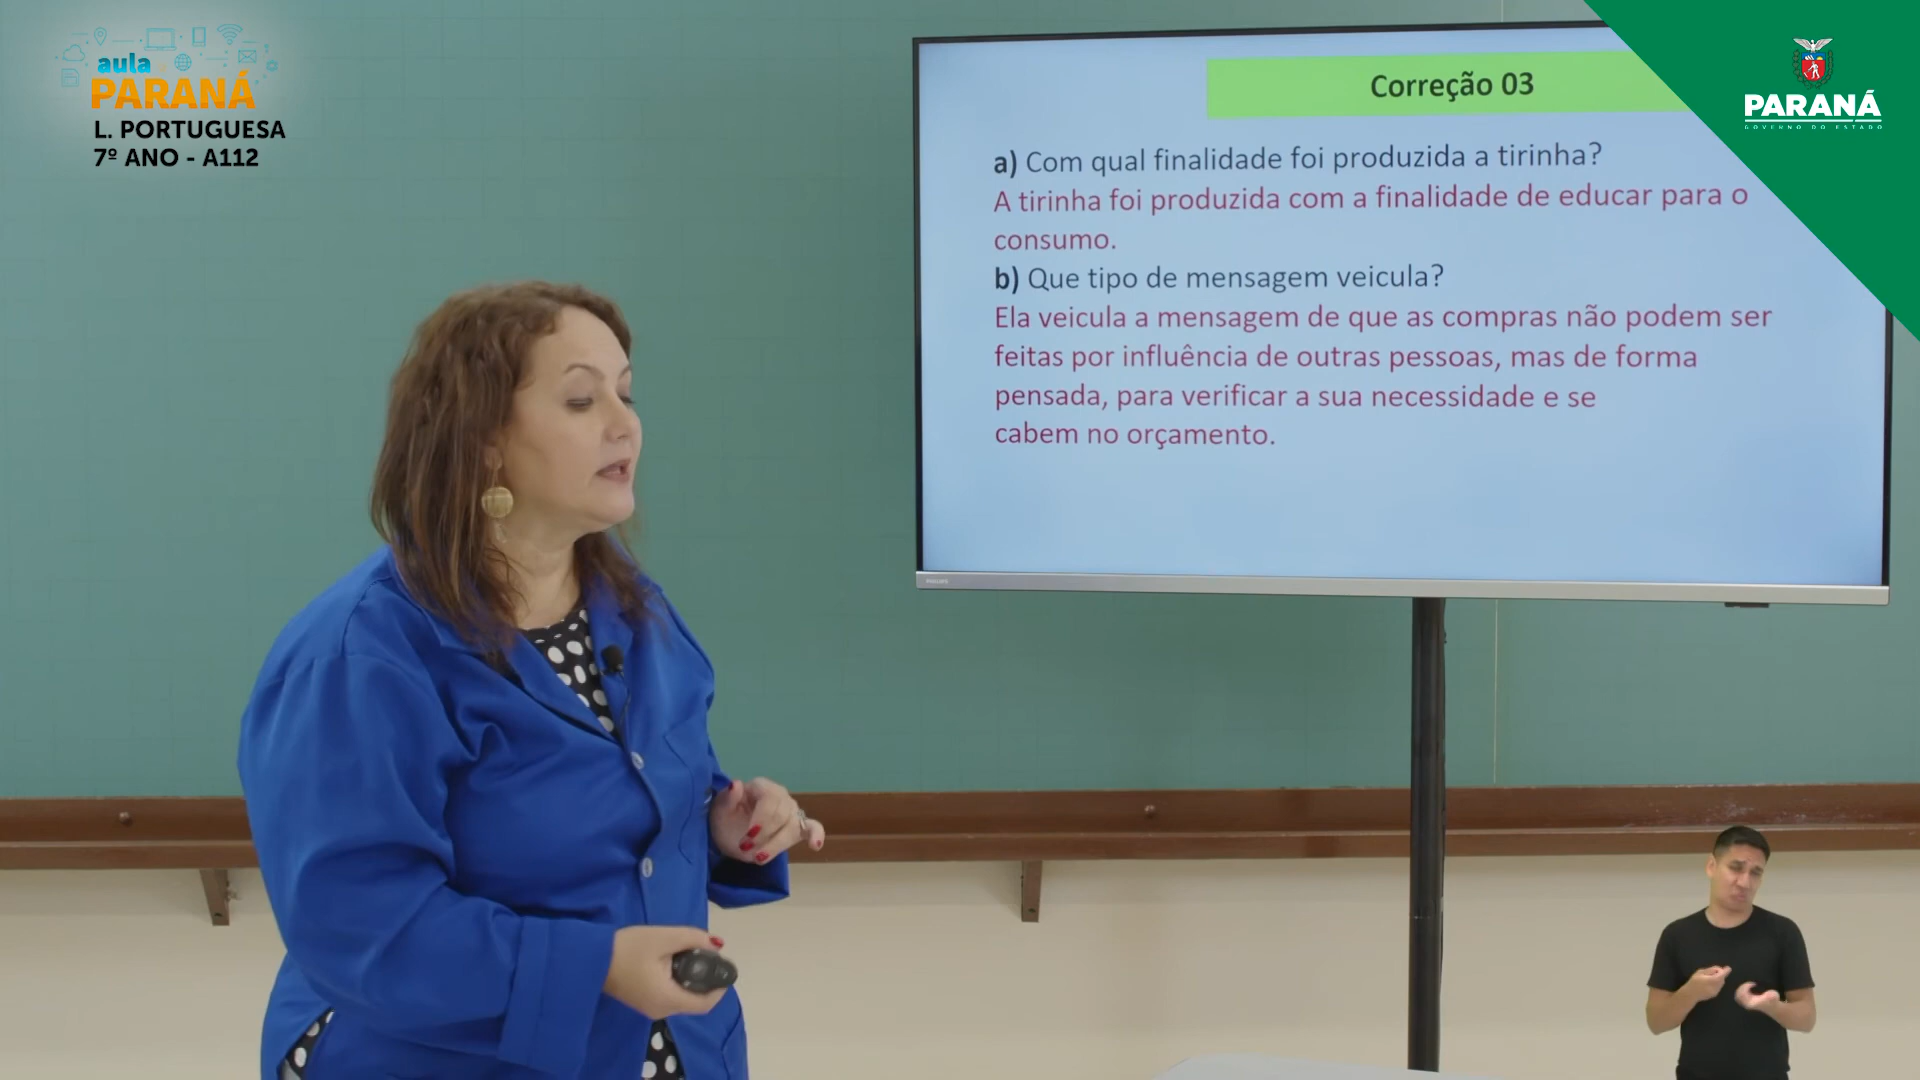 aula
PARANÁ
L. PORTUGUESA
7º ANO - A112
Correção 03
a) Com qual finalidade foi produzida a tirinha?
A tirinha foi produzida com a finalidade de educar para o
consumo.
b) Que tipo de mensagem veicula?
Ela veicula a mensagem de que as compras não podem ser
feitas por influência de outras pessoas, mas de forma
pensada, para verificar a sua necessidade e se
cabem no orçamento.
PARANÁ
GOVERNO DO ESTADO
PHILIPS